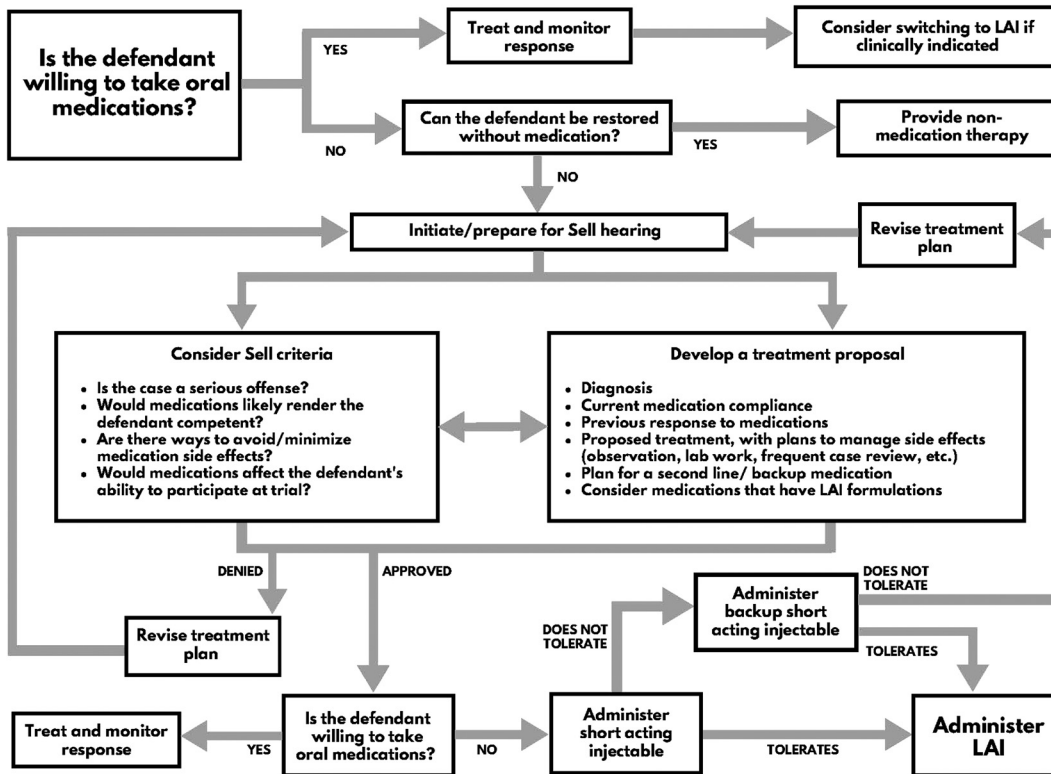 Is the defendant
willing to take oral
medications?
YES
Treat and monitor
response
Consider switching to LAI if
clinically indicated
NO
Can the defendant be restored
without medication?
YES
Provide non-
medication therapy
NO
Initiate/prepare for Sell hearing
Revise treatment
plan
Consider Sell criteria
• Is the case a serious offense?
• Would medications likely render the
defendant competent?
• Are there ways to avoid/minimize
medication side effects?
• Would medications affect the defendant's
ability to participate at trial?
Develop a treatment proposal
• Diagnosis
• Current medication compliance
• Previous response to medications
• Proposed treatment, with plans to manage side effects
(observation, lab work, frequent case review, etc.)
• Plan for a second line/ backup medication
• Consider medications that have LAI formulations
DENIED
APPROVED
Revise treatment
plan
Treat and monitor
response
YES
Is the defendant
willing to take
oral medications?
NO
Administer
short acting
injectable
DOES NOT
TOLERATE
Administer
backup short
acting injectable
DOES NOT
TOLERATE
TOLERATES
TOLERATES
Administer
LAI